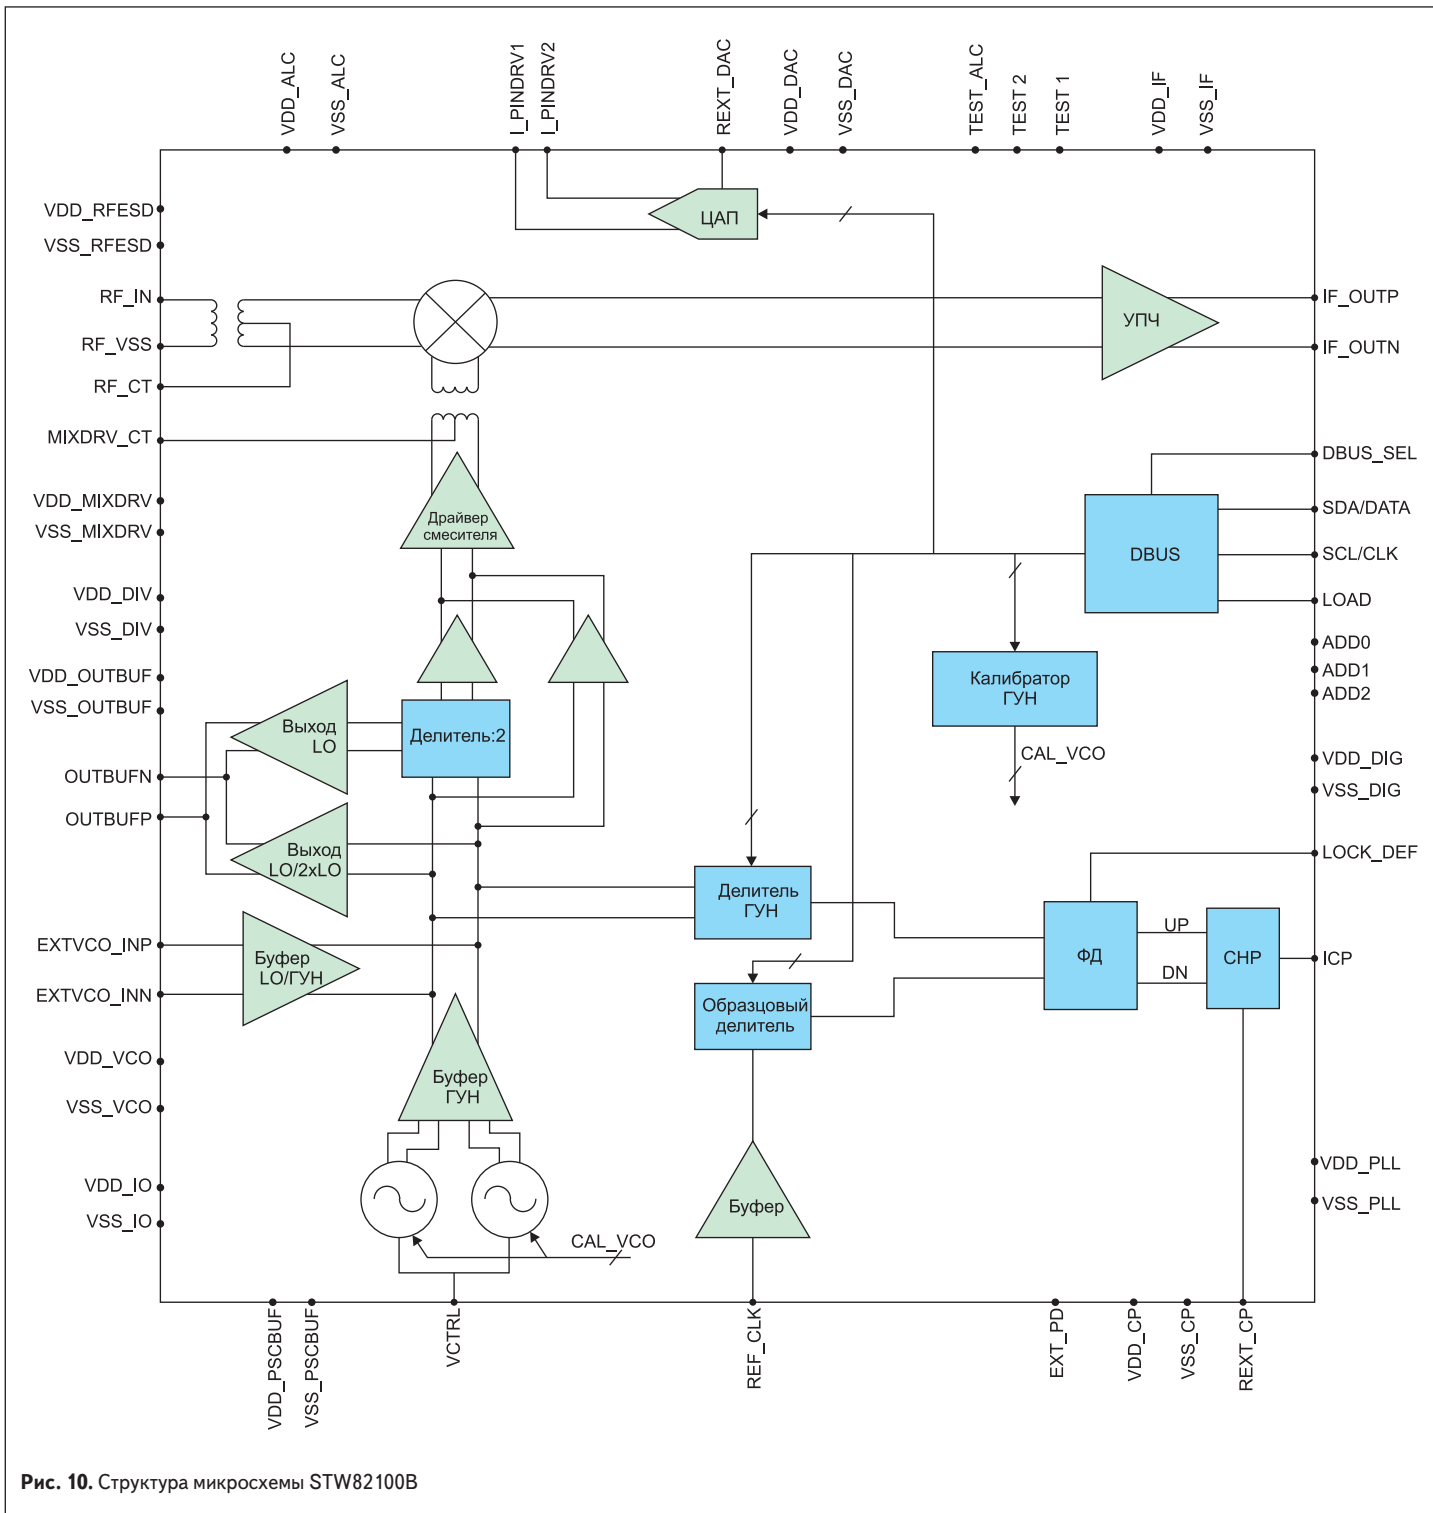 VDD_ALC
VSS_ALC
I_PINDRV1
I_PINDRV2
REXT_DAC
VDD_DAC
VSS_DAC
TEST_ALC
TEST 2
TEST 1
VDD_IF
VSS_IF
VDD_RFESD
VSS_RFESD
RF_IN
RF_VSS
RF_CT
MIXDRV_CT
VDD_MIXDRV
VSS_MIXDRV
VDD_DIV
VSS_DIV
VDD_OUTBUF
VSS_OUTBUF
OUTBUFN
OUTBUFP
EXTVCO_INP
EXTVCO_INN
VDD_VCO
VSS_VCO
VDD_IO
VSS_IO
ЦАП
УПЧ
Драйвер
смесителя
DBUS
Калибратор
ГУН
CAL_VCO
Выход
LO
Делитель:2
Выход
LO/2xLO
Делитель
ГУН
Буфер
LO/ГУН
ФД
UP
DN
CHP
Образцовый
делитель
Буфер
ГУН
Буфер
CAL_VCO
IF_OUTP
IF_OUTN
DBUS_SEL
SDA/DATA
SCL/CLK
LOAD
ADD0
ADD1
ADD2
VDD_DIG
VSS_DIG
LOCK_DEF
ICP
VDD_PLL
VSS_PLL
VDD_PSCBUF
VSS_PSCBUF
VCTRL
REF_CLK
EXT_PD
VDD_CP
VSS_CP
REXT_CP
Рис. 10. Структура микросхемы STW82100B